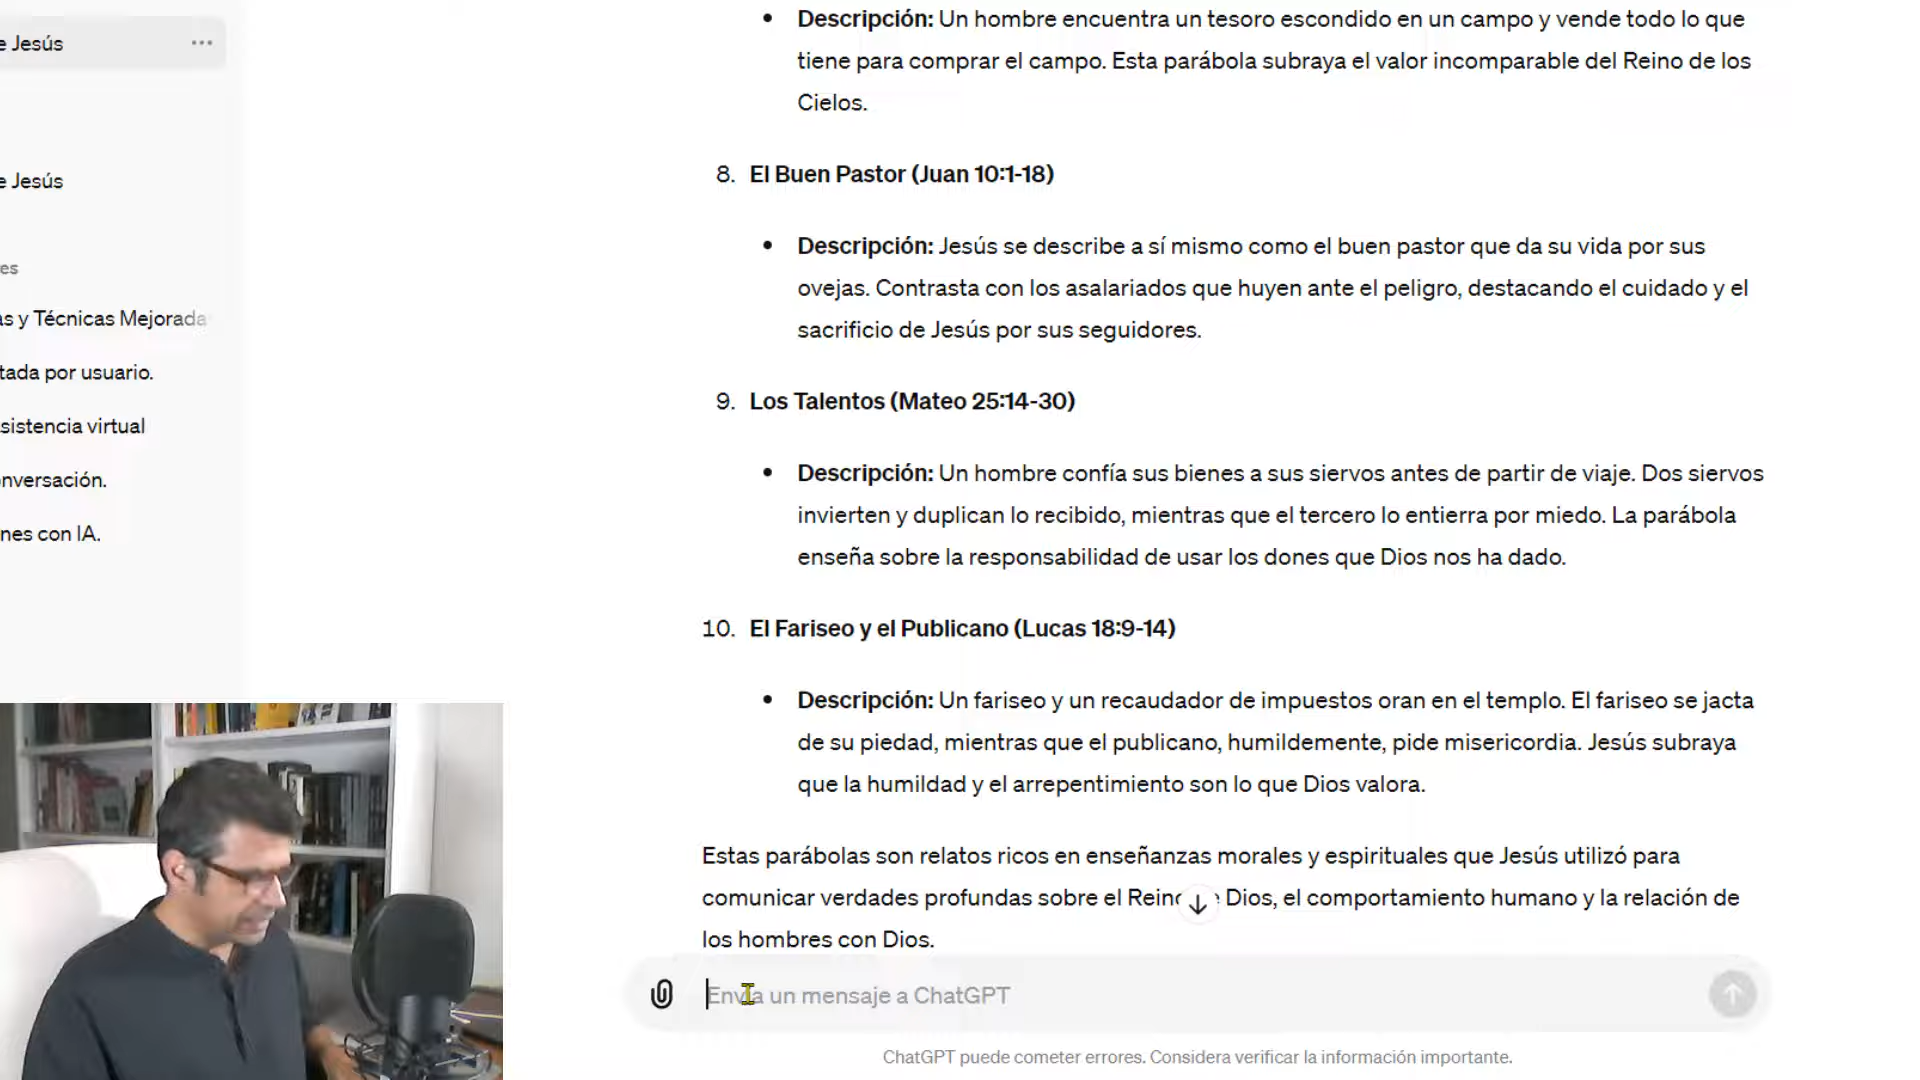 e Jesús
e Jesús
es
as y Técnicas Mejorada
tada por usuario.
sistencia virtual
onversación.
nes con IA.
• Descripción: Un hombre encuentra un tesoro escondido en un campo y vende todo lo que
tiene para comprar el campo. Esta parábola subraya el valor incomparable del Reino de los
Cielos.
8. El Buen Pastor (Juan 10:1-18)
• Descripción: Jesús se describe a sí mismo como el buen pastor que da su vida por sus
ovejas. Contrasta con los asalariados que huyen ante el peligro, destacando el cuidado y el
sacrificio de Jesús por sus seguidores.
9. Los Talentos (Mateo 25:14-30)
• Descripción: Un hombre confía sus bienes a sus siervos antes de partir de viaje. Dos siervos
invierten y duplican lo recibido, mientras que el tercero lo entierra por miedo. La parábola
enseña sobre la responsabilidad de usar los dones que Dios nos ha dado.
10. El Fariseo y el Publicano (Lucas 18:9-14)
• Descripción: Un fariseo y un recaudador de impuestos oran en el templo. El fariseo se jacta
de su piedad, mientras que el publicano, humildemente, pide misericordia. Jesús subraya
que la humildad y el arrepentimiento son lo que Dios valora.
Estas parábolas son relatos ricos en enseñanzas morales y espirituales que Jesús utilizó para
comunicar verdades profundas sobre el Reino de Dios, el comportamiento humano y la relación de
los hombres con Dios.
Envía un mensaje a ChatGPT
ChatGPT puede cometer errores. Considera verificar la información importante.